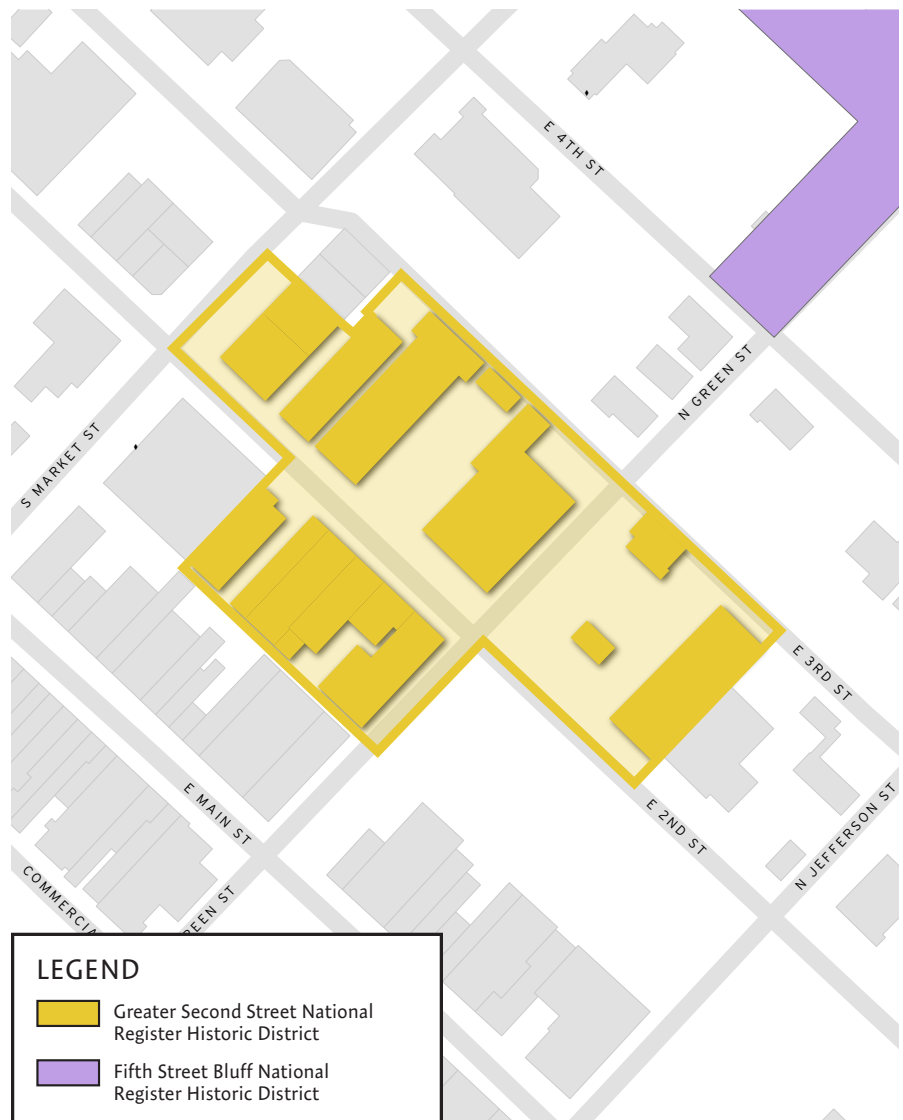 E 4TH ST
N GREEN ST
S MARKET ST
E 3RD ST
E MAIN ST
E 2ND ST
N JEFFERSON ST
LEGEND
Greater Second Street National
Register Historic District
Fifth Street Bluff National
Register Historic District